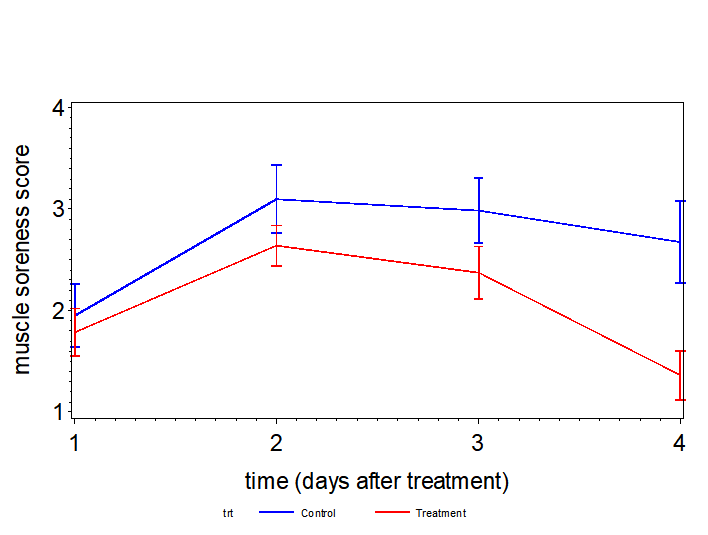 4
3
2
1
muscle soreness score
1 2 3 4
time (days after treatment)
trt Control Treatment